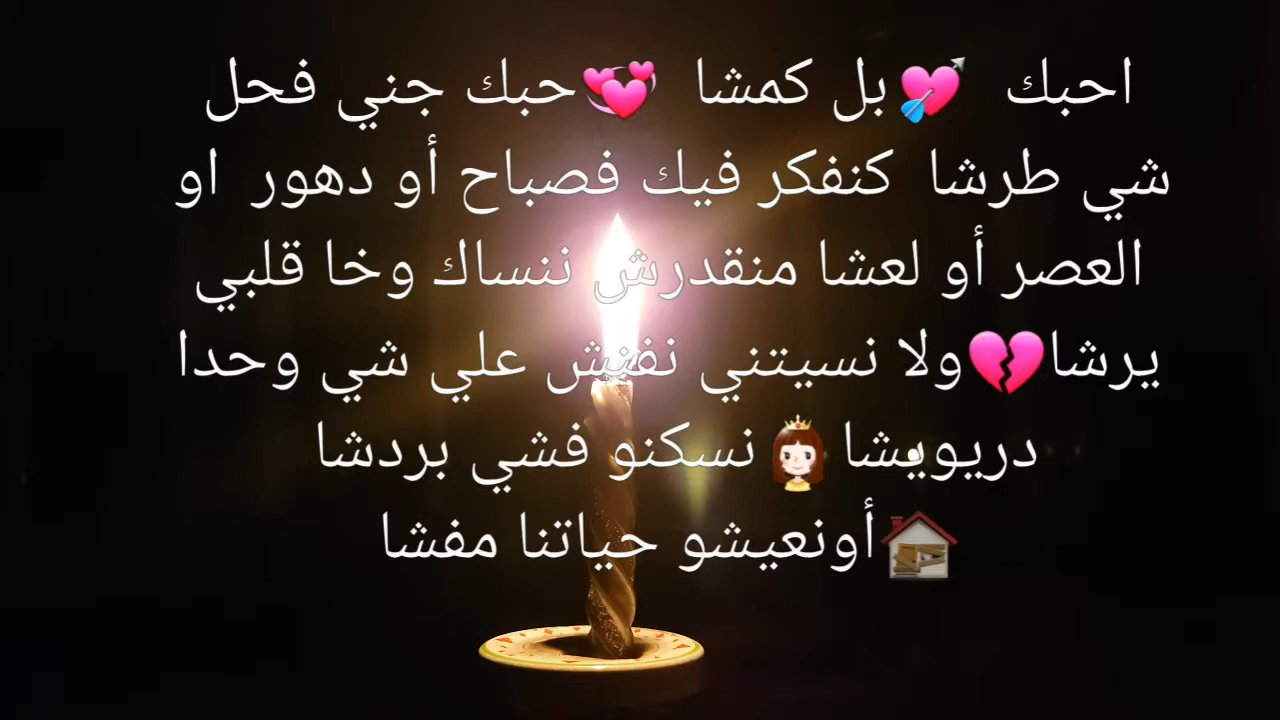 احبك 💘بل كمشا 💞حبك جني فحل
شي طرشا كنفكر فيك فصباح أو دهور او
العصر أو لعشا منقدرش ننساك وخا قلبي
يرشا💔ولا نسيتني نفنش علي شي وحدا
دريويشا👸نسكنو فشي بردشا
🏚أونعيشو حياتنا مفشا